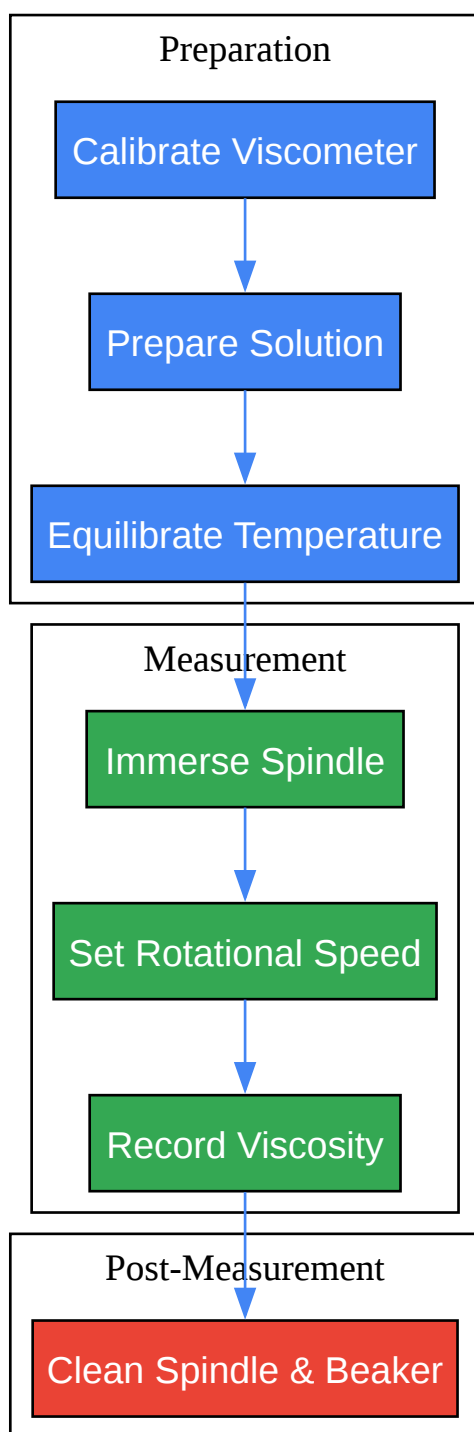 Preparation
Calibrate Viscometer
Prepare Solution
Equilibrate Temperature
Measurement
Immerse Spindle
Set Rotational Speed
Record Viscosity
Post-Measurement
Clean Spindle & Beaker